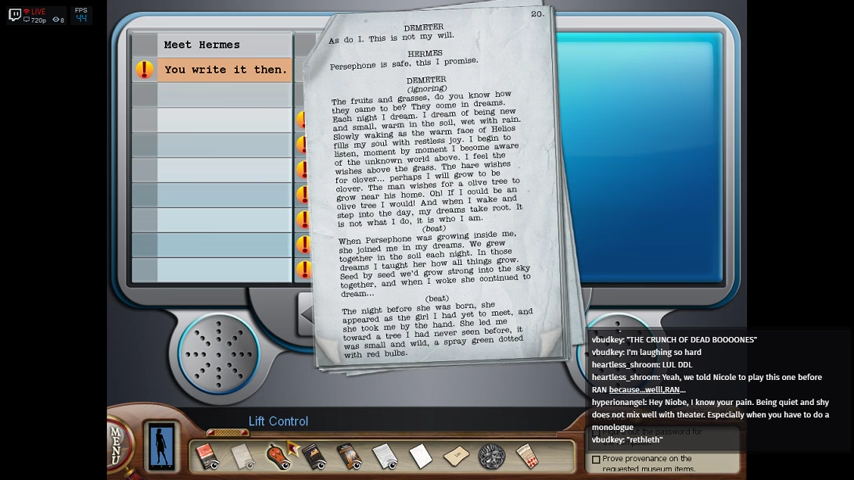 LIVE
720p 8
FPS
44
Meet Hermes
You write it then.
20.
DEMETER
As do I. This is not my will.
HERMES
Persephone is safe, this I promise.
DEMETER
(ignoring)
The fruits and grasses, do you know how
they came to be? They come in dreams.
Each night I dream. I dream of being new
and small, warm in the soil, wet with rain.
Slowly waking as the warm face of Helios
fills my soul with restless joy. I begin to
listen, moment by moment I become aware
of the unknown world above. I feel the
wishes above the grass. The hare wishes
for clover... perhaps I will grow to be
clover. The man wishes for a olive tree to
grow near his home. Oh! If I could be an
olive tree I would! And when I wake and
step into the day, my dreams take root. It
is not what I do, it is who I am.
(beat)
When Persephone was growing inside me,
she joined me in my dreams. We grew
together in the soil each night. In those
dreams I taught her how all things grow.
Seed by seed we'd grow strong into the sky
together, and when I woke she continued to
dream...
(beat)
The night before she was born, she
appeared as the girl I had yet to meet, and
she took me by the hand. She led me
toward a tree I had never seen before, it
was small and wild, a spray green dotted
with red bulbs.
vbudkey: "THE CRUNCH OF DEAD BOOOONES"
vbudkey: I'm laughing so hard
heartless_shroom: LUL DDL
heartless_shroom: Yeah, we told Nicole to play this one before
RAN because...welll,RAN...
hyperionangel: Hey Niobe, I know your pain. Being quiet and shy
does not mix well with theater. Especially when you have to do a
monologue
vbudkey: "rethleth"
Lift Control
MENU
password for
Prove provenance on the
requested museum items.